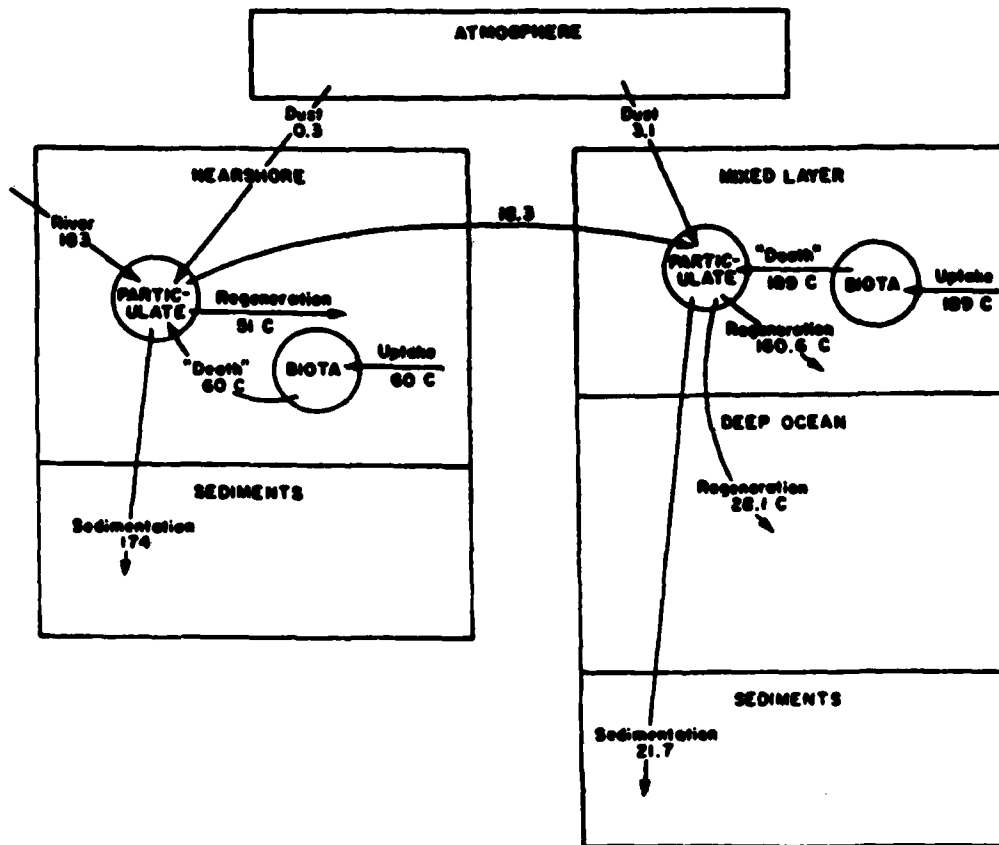 ATMOSPHERE
Dust
0.3
Dust
3.1
NEARSHORE
MIXED LAYER
River
183
18.3
PARTIC-
ULATE
Regeneration
51 C
"Death"
60 C
BIOTA
Uptake
60 C
PARTIC-
ULATE
"Death"
189 C
BIOTA
Uptake
189 C
Regeneration
160.6 C
DEEP OCEAN
Regeneration
28.1 C
SEDIMENTS
Sedimentation
174
SEDIMENTS
Sedimentation
21.7